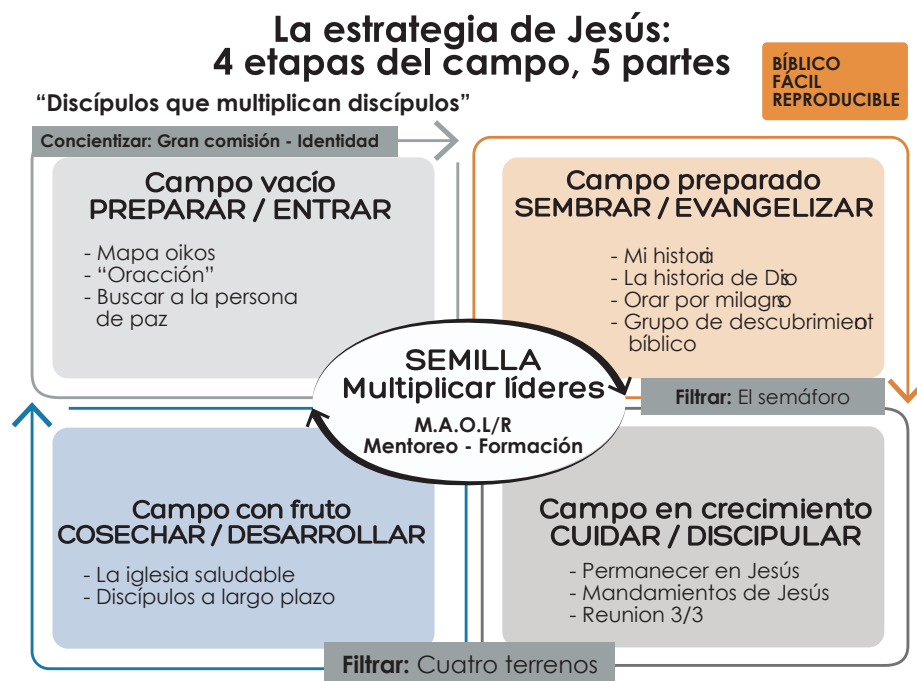 La estrategia de Jesús:
4 etapas del campo, 5 partes
BÍBLICO
FÁCIL
REPRODUCIBLE
“Discípulos que multiplican discípulos”
Concientizar: Gran comisión - Identidad
Campo vacío
PREPARAR / ENTRAR
- Mapa oikos
- “Oracción”
- Buscar a la persona
de paz
Campo preparado
SEMBRAR / EVANGELIZAR
- Mi historia
- La historia de Dios
- Orar por milagros
- Grupo de descubrimiento
bíblico
SEMILLA
Multiplicar líderes
M.A.O.L/R
Mentoreo - Formación
Filtrar: El semáforo
Campo con fruto
COSECHAR / DESARROLLAR
- La iglesia saludable
- Discípulos a largo plazo
Campo en crecimiento
CUIDAR / DISCIPULAR
- Permanecer en Jesús
- Mandamientos de Jesús
- Reunion 3/3
Filtrar: Cuatro terrenos